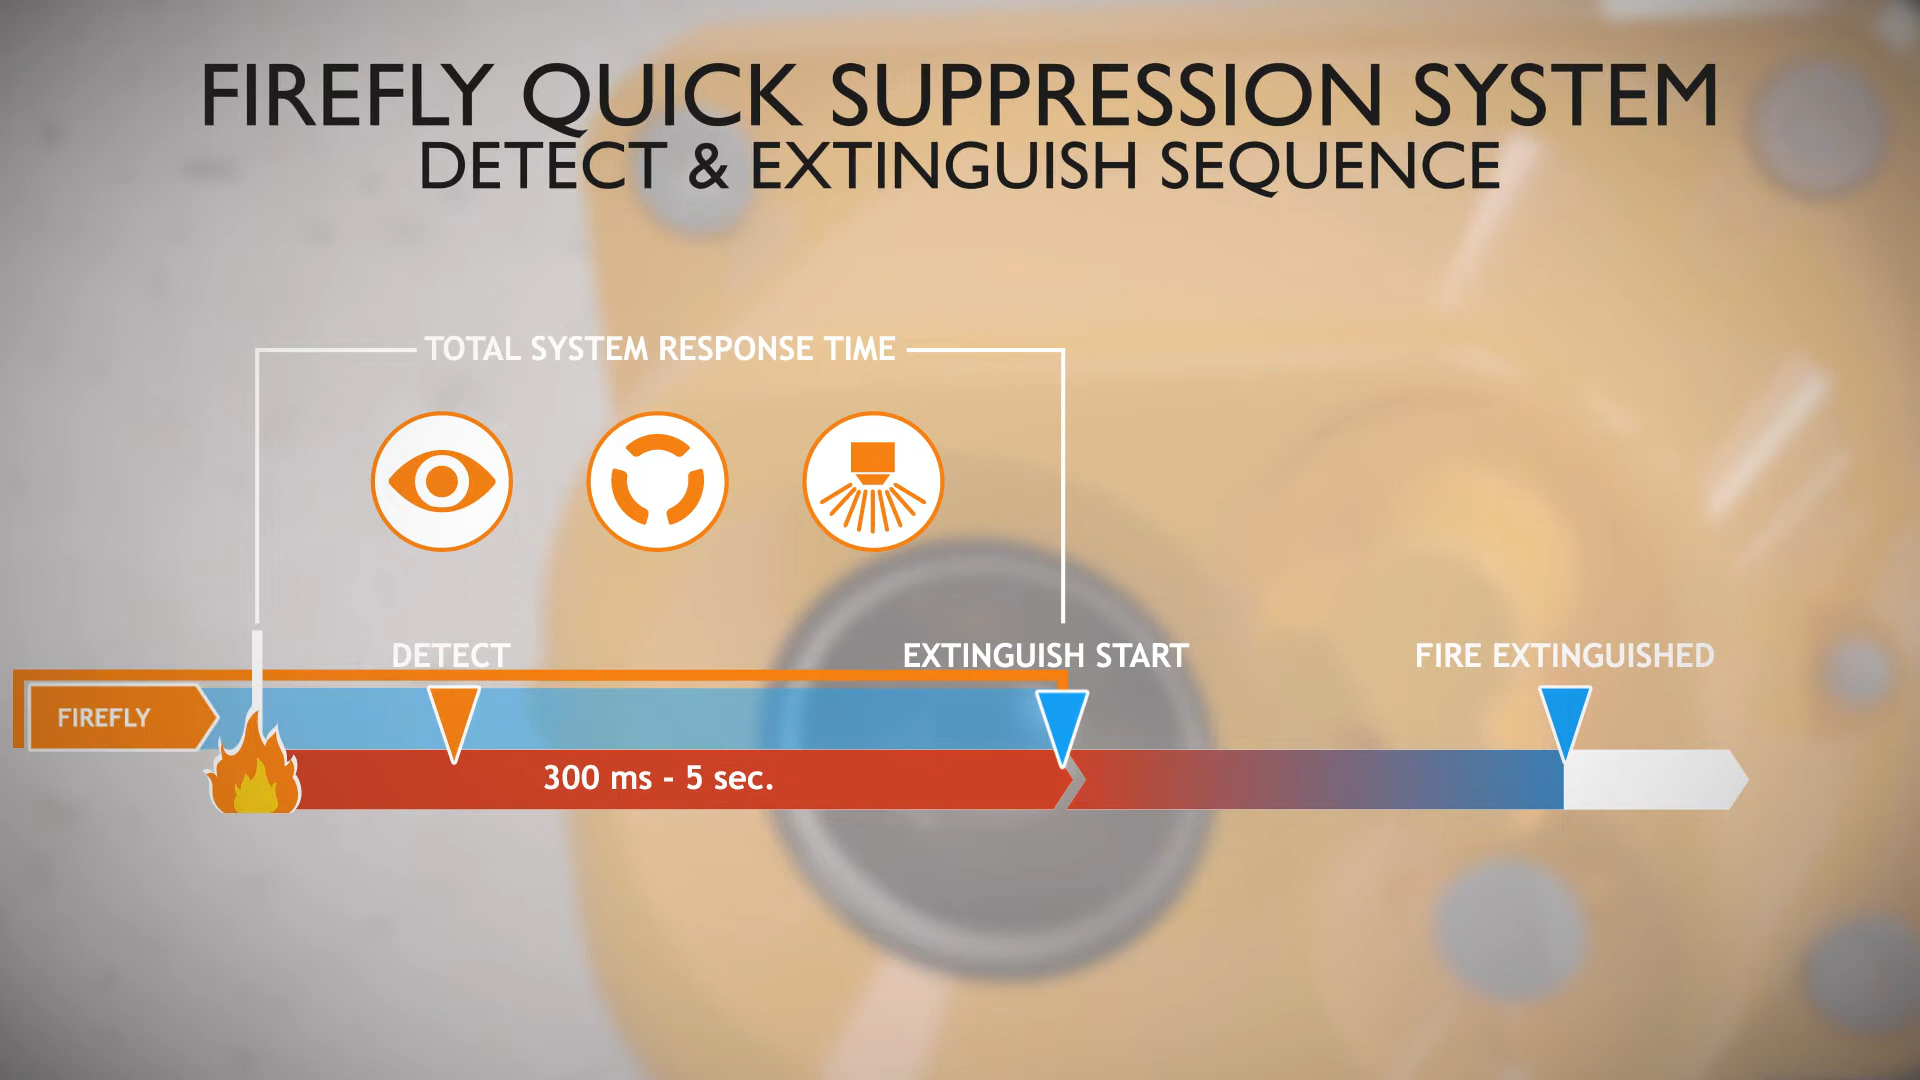 FIREFLY QUICK SUPPRESSION SYSTEM
DETECT & EXTINGUISH SEQUENCE
TOTAL SYSTEM RESPONSE TIME
DETECT
EXTINGUISH START
FIRE EXTINGUISHED
FIREFLY
300 ms - 5 sec.